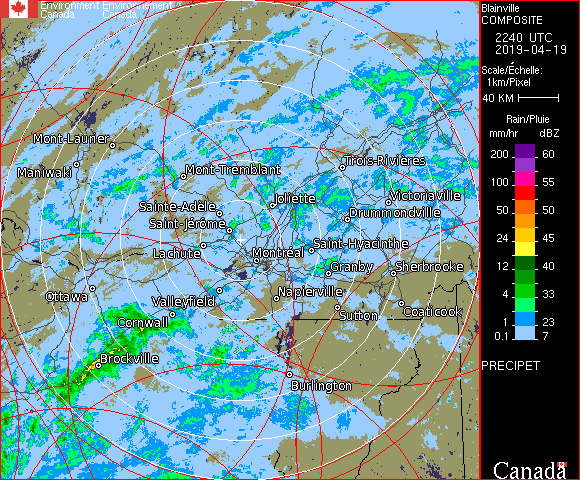 Environment Environnement
Canada Canada
Blainville
COMPOSITE
2240 UTC
2019-04-19
Scale/Échelle:
1km/Pixel
40 KM
Rain/Pluie
mm/hr dBZ
200 60
100 55
50 50
24 45
12 40
4 33
1 23
0.1 7
PRECIPET
Canada
Mont-Laurier
Maniwaki
Mont-Tremblant
Trois-Rivières
Sainte-Adèle
Joliette
Victoriaville
Saint-Jérôme
Drummondville
Lachute
Montréal
Saint-Hyacinthe
Granby
Sherbrooke
Ottawa
Valleyfield
Napierville
Cornwall
Sutton
Coaticook
Brockville
Burlington